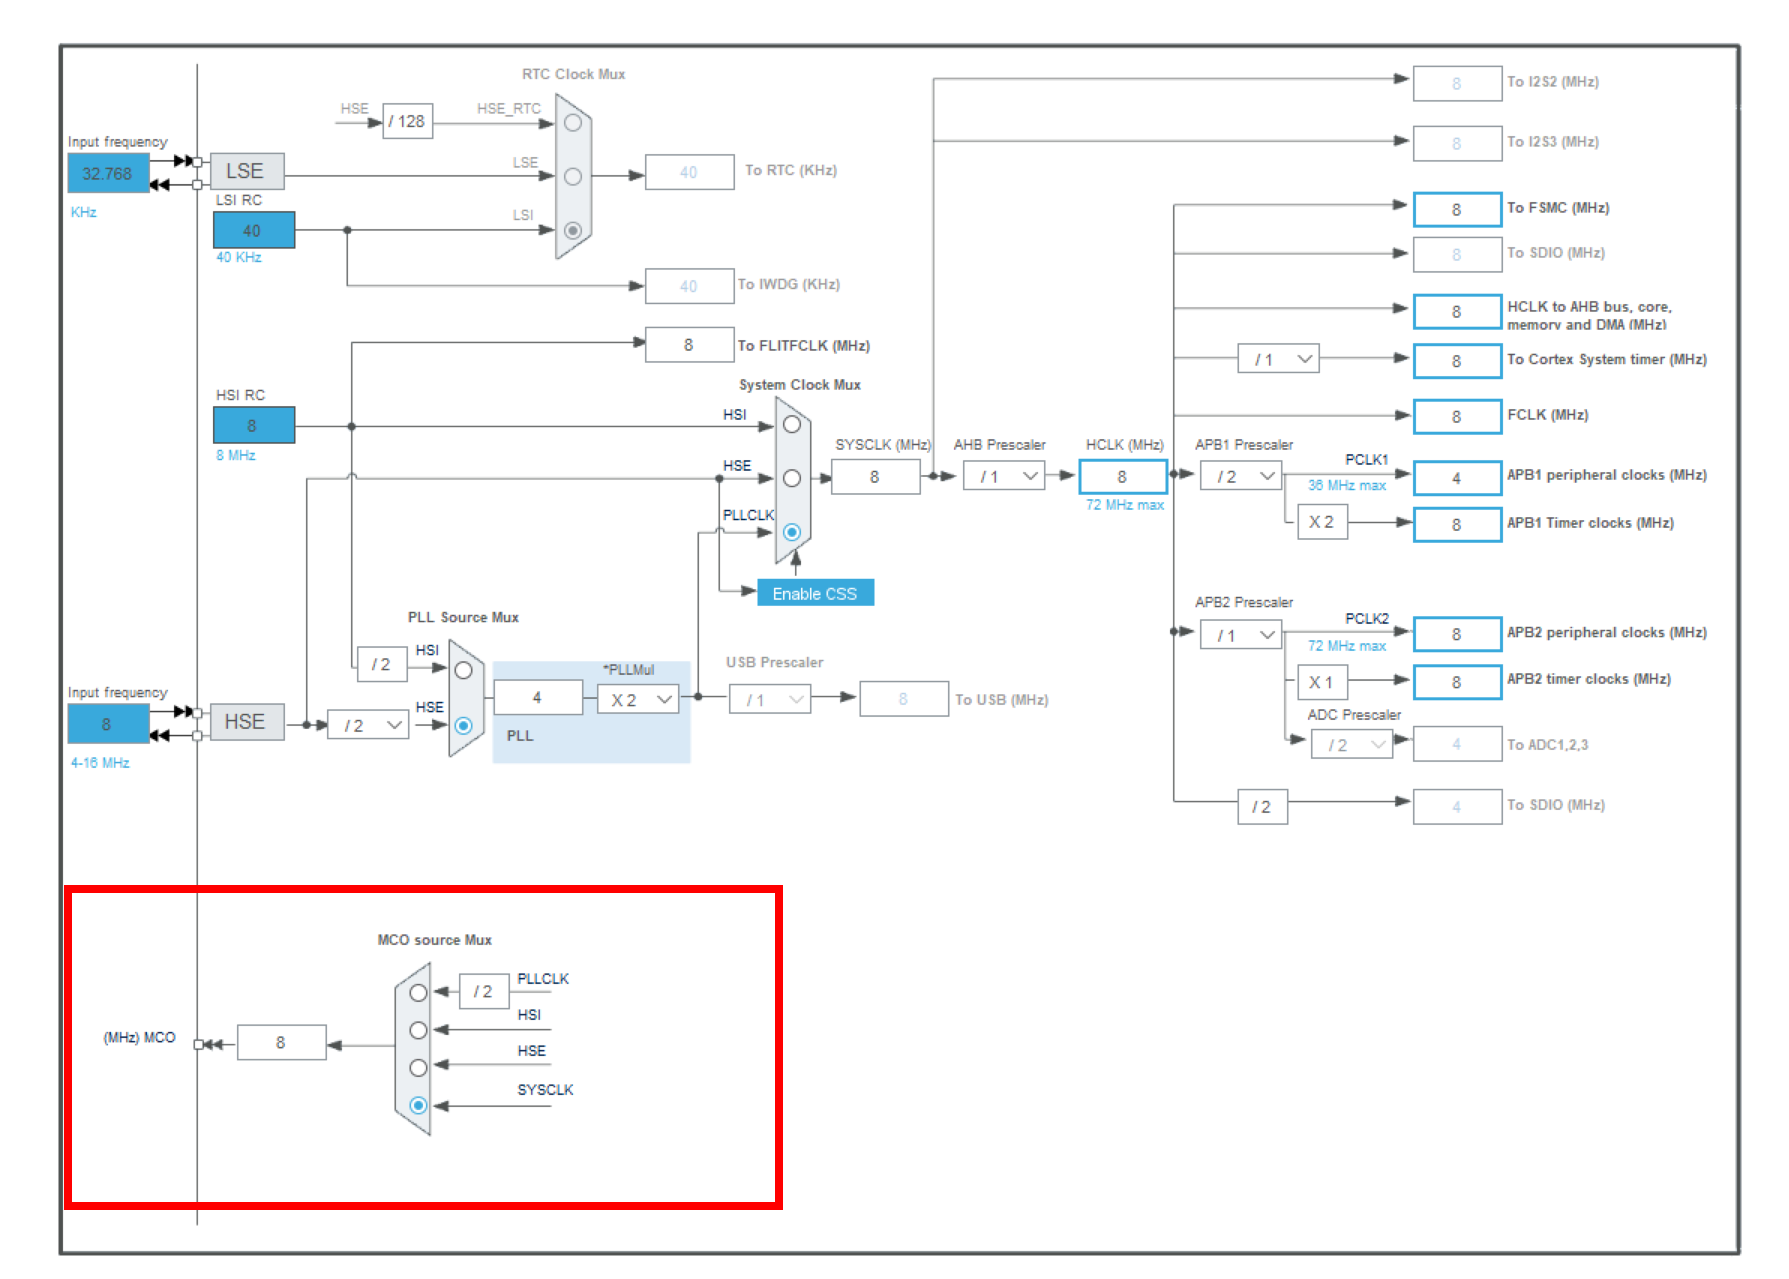 RTC Clock Mux
HSE
/ 128
HSE_RTC
Input frequency
32.768
KHz
LSE
LSE
LSI RC
40
40 KHz
LSI
40
To RTC (KHz)
40
To IWDG (KHz)
8
To FLITFCLK (MHz)
HSI RC
8
8 MHz
System Clock Mux
HSI
HSE
PLLCLK
Enable CSS
SYSCLK (MHz)
8
AHB Prescaler
/ 1
HCLK (MHz)
8
72 MHz max
8
To I2S2 (MHz)
8
To I2S3 (MHz)
8
To FSMC (MHz)
8
To SDIO (MHz)
8
HCLK to AHB bus, core,
memory and DMA (MHz)
/ 1
8
To Cortex System timer (MHz)
8
FCLK (MHz)
APB1 Prescaler
/ 2
PCLK1
36 MHz max
4
APB1 peripheral clocks (MHz)
X 2
8
APB1 Timer clocks (MHz)
APB2 Prescaler
/ 1
PCLK2
72 MHz max
8
APB2 peripheral clocks (MHz)
X 1
8
APB2 timer clocks (MHz)
ADC Prescaler
/ 2
4
To ADC1,2,3
/ 2
4
To SDIO (MHz)
PLL Source Mux
/ 2
HSI
Input frequency
8
4-16 MHz
HSE
/ 2
HSE
*PLLMul
4
X 2
PLL
USB Prescaler
/ 1
8
To USB (MHz)
MCO source Mux
/ 2
PLLCLK
HSI
HSE
SYSCLK
(MHz) MCO
8